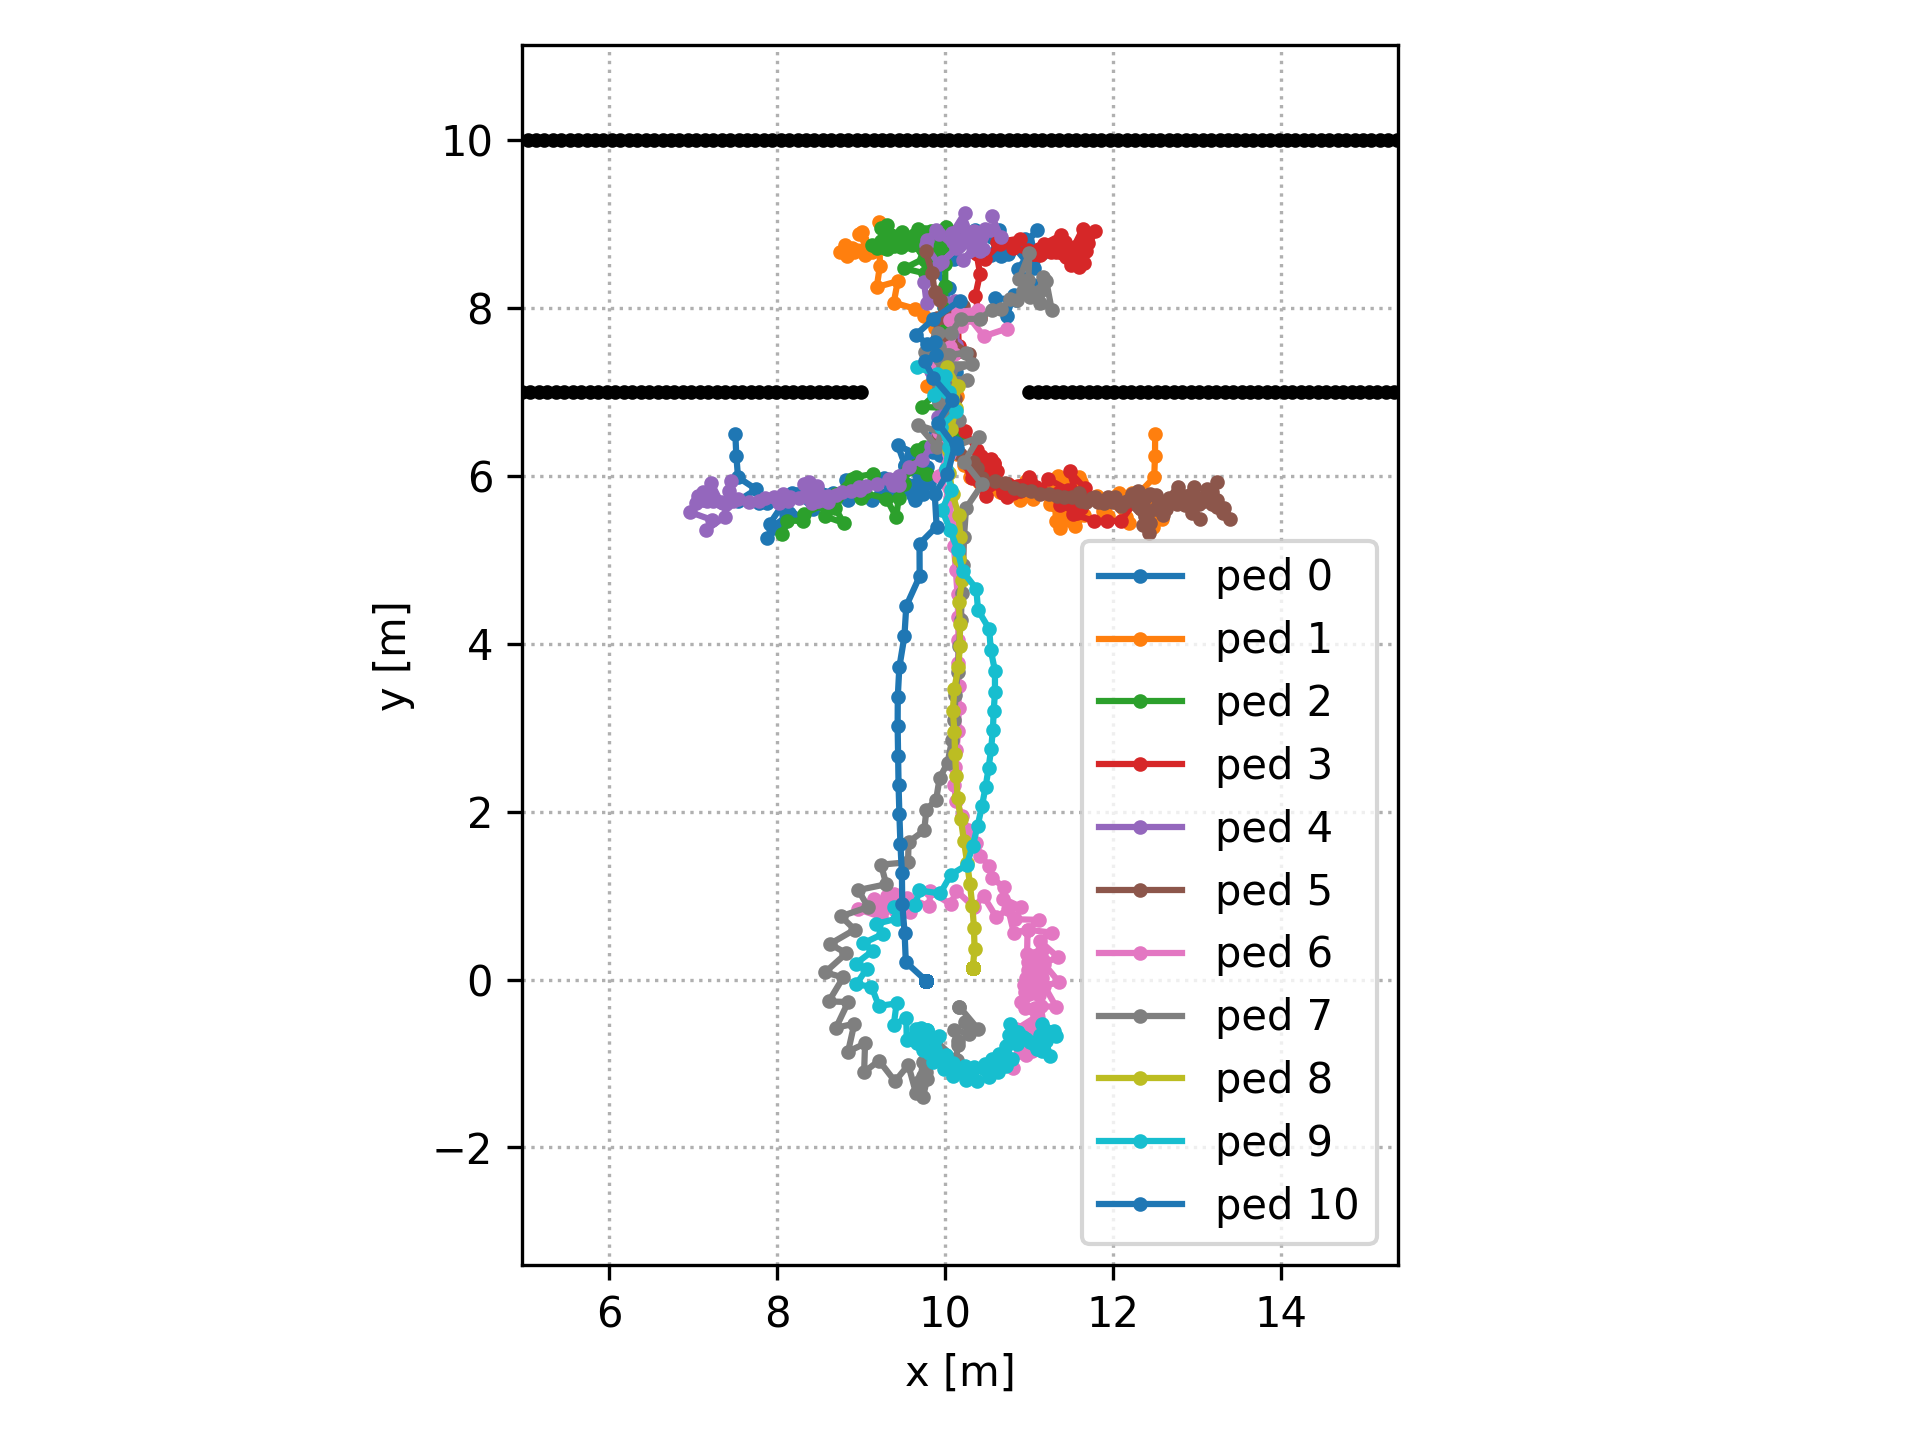 10
8
6
4
2
0
−2
y [m]
6 8 10 12 14
x [m]
ped 0
ped 1
ped 2
ped 3
ped 4
ped 5
ped 6
ped 7
ped 8
ped 9
ped 10